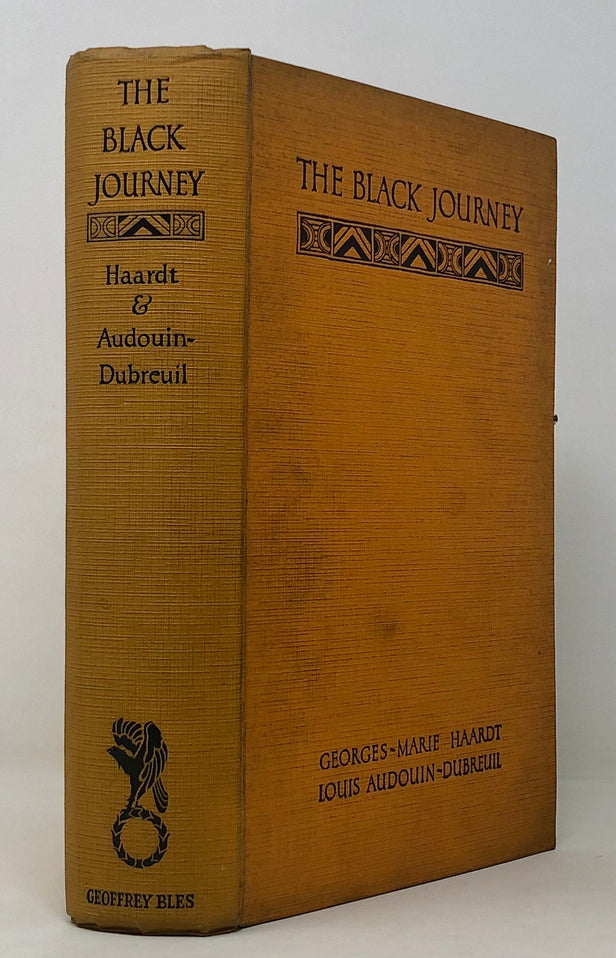 THE
BLACK
JOURNEY
Haardt
&
Audouin-
Dubreuil
GEOFFREY BLES
THE BLACK JOURNEY
GEORGES-MARIE HAARDT
LOUIS AUDOUIN-DUBREUIL